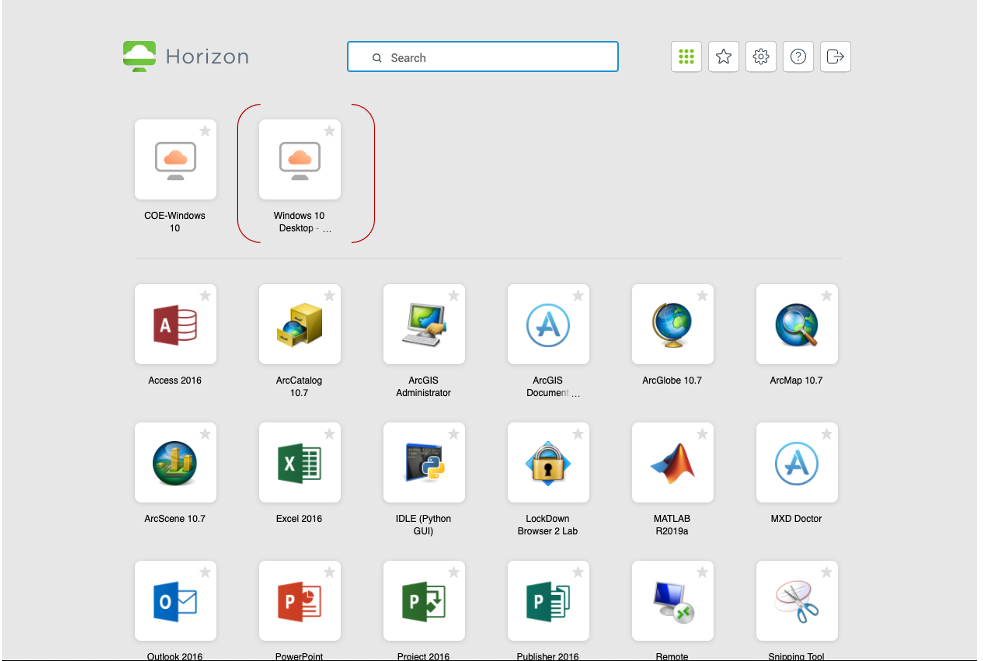 Horizon
Search
COE-Windows
10
Windows 10
Desktop - ...
Access 2016
ArcCatalog
10.7
ArcGIS
Administrator
ArcGIS
Document ...
ArcGlobe 10.7
ArcMap 10.7
ArcScene 10.7
Excel 2016
IDLE (Python
GUI)
LockDown
Browser 2 Lab
MATLAB
R2019a
MXD Doctor
Outlook 2016
PowerPoint
Project 2016
Publisher 2016
Remote
Snipping Tool